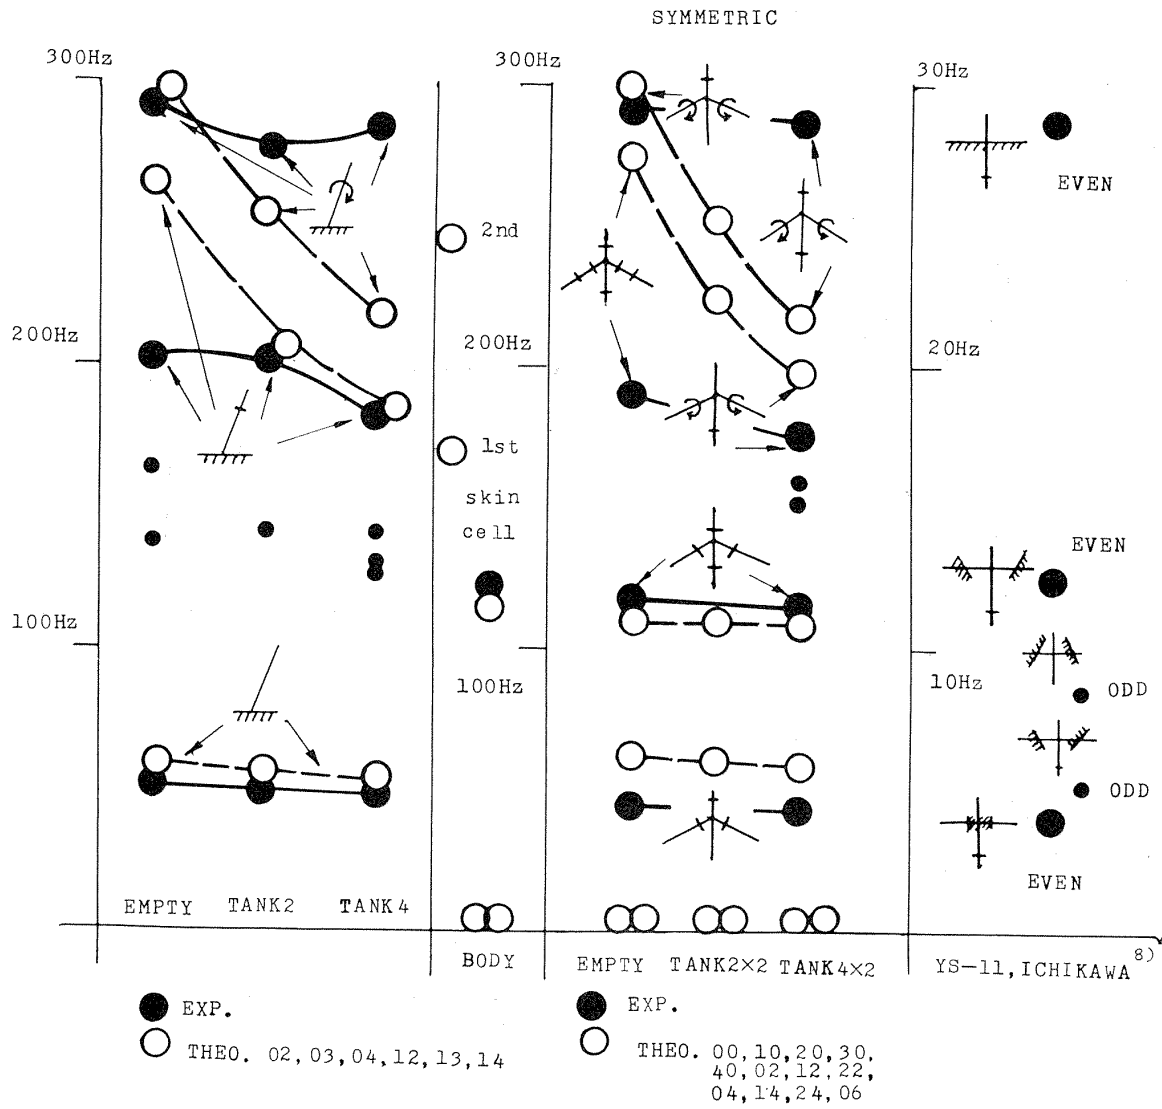 SYMMETRIC
300Hz
300Hz
30Hz
EVEN
2nd
200Hz
200Hz
20Hz
1st
skin
cell
EVEN
100Hz
100Hz
10Hz
ODD
ODD
EVEN
EMPTY TANK2 TANK4
BODY
EMPTY TANK2×2 TANK4×2
YS-11, ICHIKAWA 8)
EXP.
THEO. 02,03,04,12,13,14
EXP.
THEO. 00,10,20,30,
40,02,12,22,
04,14,24,06